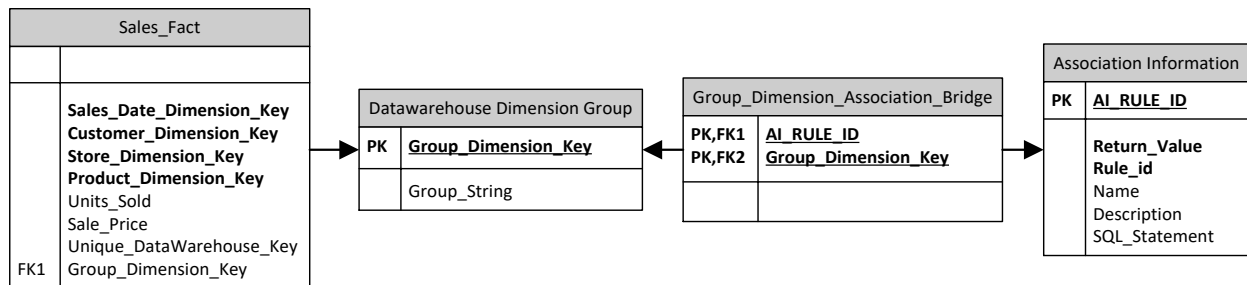 Sales_Fact
Sales_Date_Dimension_Key
Customer_Dimension_Key
Store_Dimension_Key
Product_Dimension_Key
Units_Sold
Sale_Price
Unique_DataWarehouse_Key
FK1 Group_Dimension_Key
Datawarehouse Dimension Group
PK Group_Dimension_Key
Group_String
Group_Dimension_Association_Bridge
PK,FK1 AI_RULE_ID
PK,FK2 Group_Dimension_Key
Association Information
PK AI_RULE_ID
Return_Value
Rule_id
Name
Description
SQL_Statement